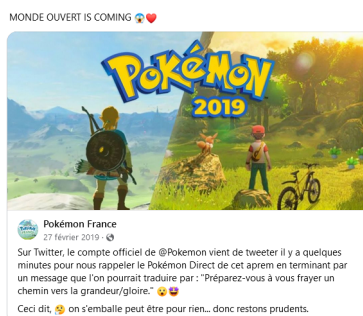 MONDE OUVERT IS COMING 😱❤️
POKéMON
2019
Pokémon France
27 février 2019 ·
Sur Twitter, le compte officiel de @Pokemon vient de tweeter il y a quelques
minutes pour nous rappeler le Pokémon Direct de cet aprem en terminant par
un message que l'on pourrait traduire par : "Préparez-vous à vous frayer un
chemin vers la grandeur/gloire." 😮🤩
Ceci dit, 🤔 on s'emballe peut être pour rien... donc restons prudents.